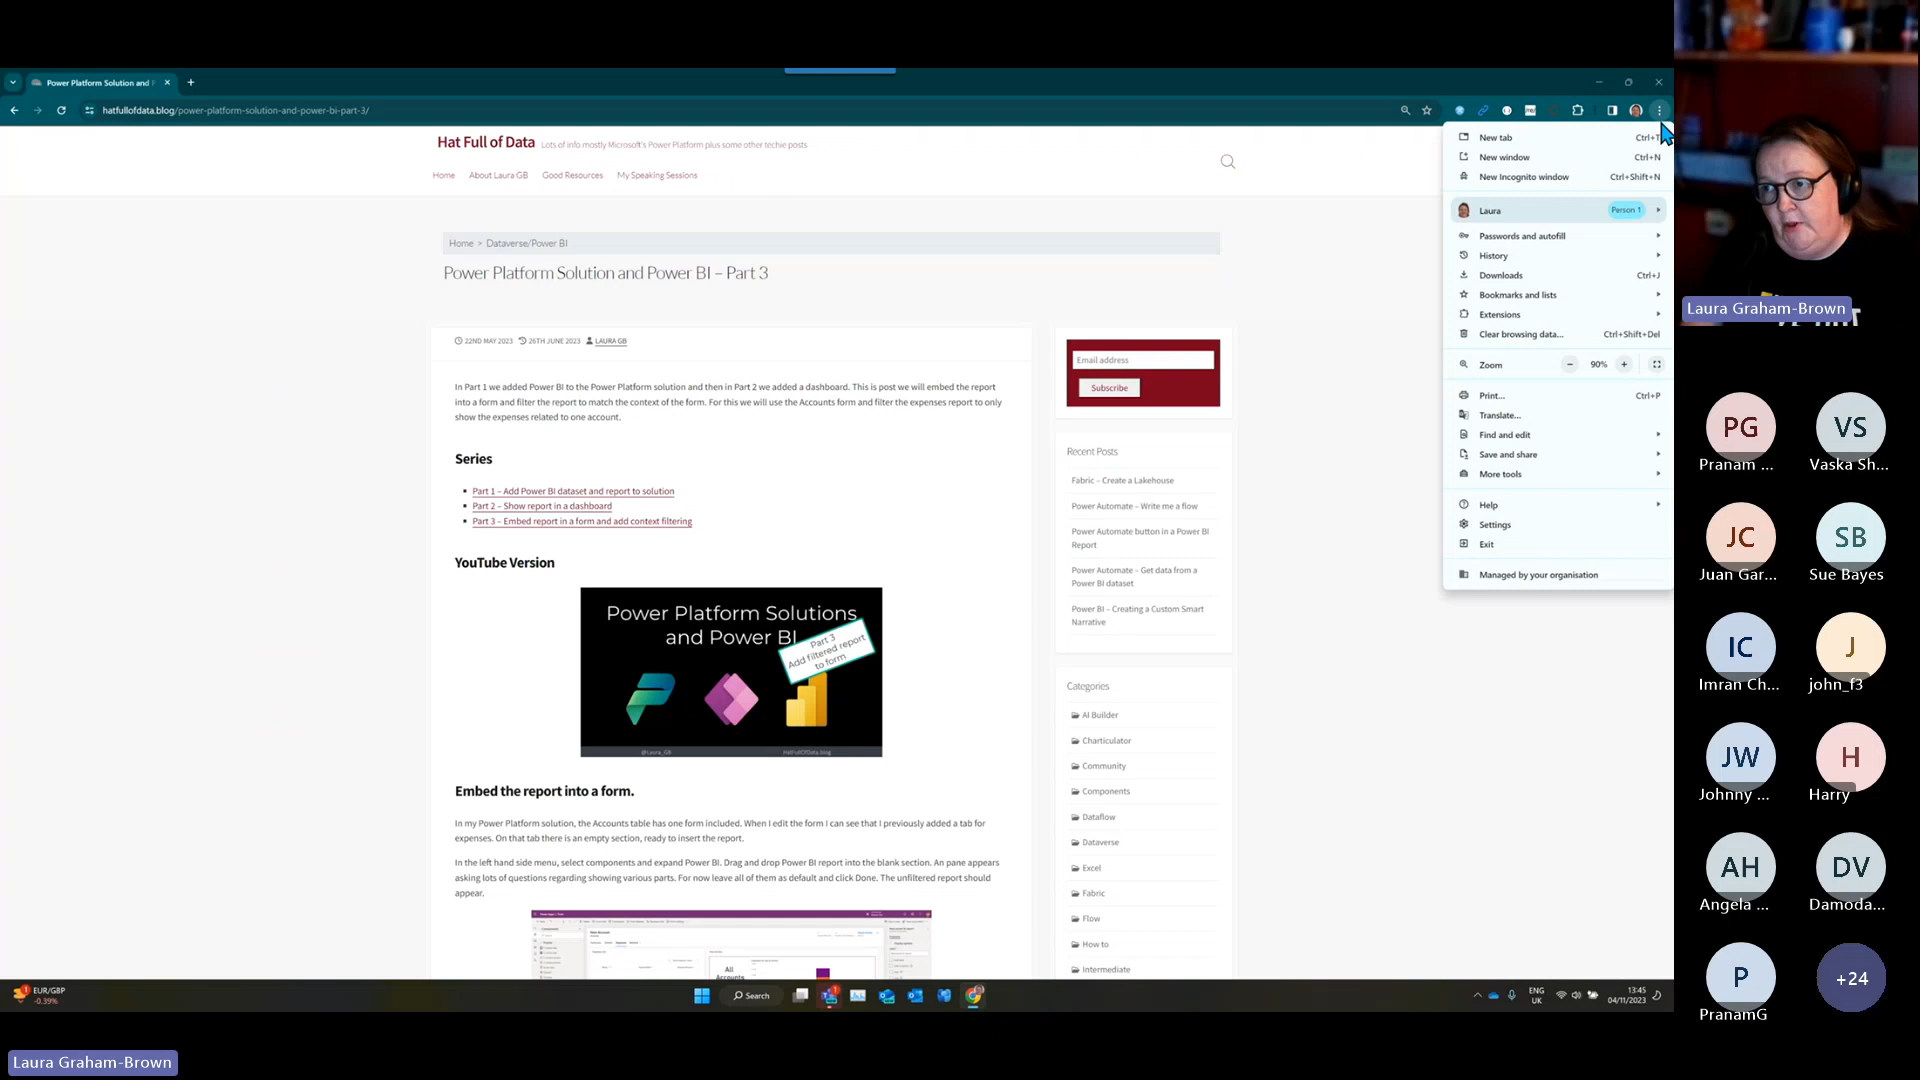 Power Platform Solution and P
hatfullofdata.blog/power-platform-solution-and-power-bi-part-3/
Hat Full of Data Lots of info mostly Microsoft's Power Platform plus some other techie posts
Home About Laura GB Good Resources My Speaking Sessions
Home > Dataverse/Power BI
Power Platform Solution and Power BI – Part 3
22ND MAY 2023 26TH JUNE 2023 LAURA GB
In Part 1 we added Power BI to the Power Platform solution and then in Part 2 we added a dashboard. This is post we will embed the report
into a form and filter the report to match the context of the form. For this we will use the Accounts form and filter the expenses report to only
show the expenses related to one account.
Series
Part 1 – Add Power BI dataset and report to solution
Part 2 – Show report in a dashboard
Part 3 – Embed report in a form and add context filtering
YouTube Version
Power Platform Solutions
and Power BI
Part 3
Add filtered report
to form
@Laura_GB HatFullOfData.blog
Embed the report into a form.
In my Power Platform solution, the Accounts table has one form included. When I edit the form I can see that I previously added a tab for
expenses. On that tab there is an empty section, ready to insert the report.
In the left hand side menu, select components and expand Power BI. Drag and drop Power BI report into the blank section. An pane appears
asking lots of questions regarding showing various parts. For now leave all of them as default and click Done. The unfiltered report should
appear.
All
Accounts
Email address
Subscribe
Recent Posts
Fabric – Create a Lakehouse
Power Automate – Write me a flow
Power Automate button in a Power BI
Report
Power Automate – Get data from a
Power BI dataset
Power BI – Creating a Custom Smart
Narrative
Categories
AI Builder
Charticulator
Community
Components
Dataflow
Dataverse
Excel
Fabric
Flow
How to
Intermediate
New tab Ctrl+T
New window Ctrl+N
New Incognito window Ctrl+Shift+N
Laura Person 1
Passwords and autofill
History
Downloads Ctrl+J
Bookmarks and lists
Extensions
Clear browsing data... Ctrl+Shift+Del
Zoom − 90% +
Print... Ctrl+P
Translate...
Find and edit
Save and share
More tools
Help
Settings
Exit
Managed by your organisation
EUR/GBP
-0.39%
Search
ENG
UK
13:45
04/11/2023
Laura Graham-Brown
PG VS
Pranam ... Vaska Sh...
JC SB
Juan Gar... Sue Bayes
IC J
Imran Ch... john_f3
JW H
Johnny ... Harry
AH DV
Angela ... Damoda...
P +24
PranamG
Laura Graham-Brown